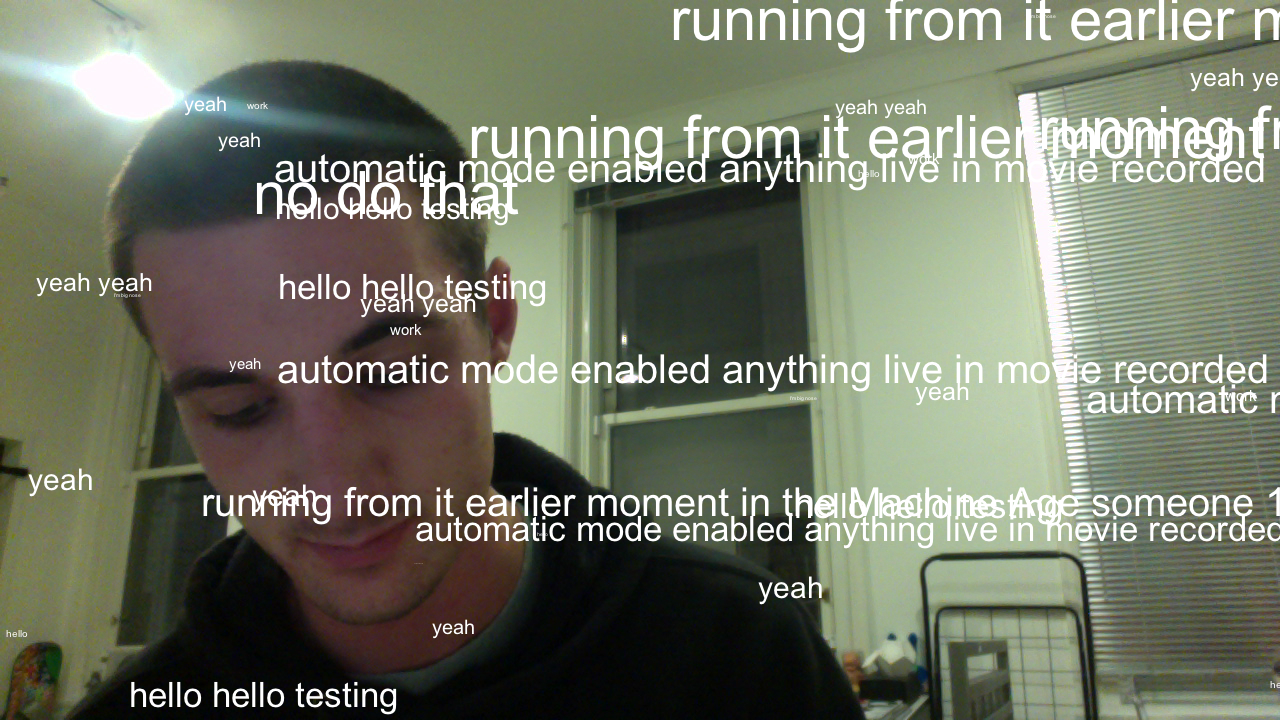 running from it earlier m
yeah ye
yeah
work
yeah yeah
running from it earlier moment
running fr
yeah
automatic mode enabled anything live in movie recorded
work
hello
no do that
hello hello testing
yeah yeah
I'm big nose
hello hello testing
yeah yeah
work
yeah
automatic mode enabled anything live in movie recorded
yeah
I'm big nose
automatic m
work
yeah
yeah
running from it earlier moment in the Machine Age someone 1
hello hello testing
automatic mode enabled anything live in movie recorded
yeah
yeah
hello
he
hello hello testing